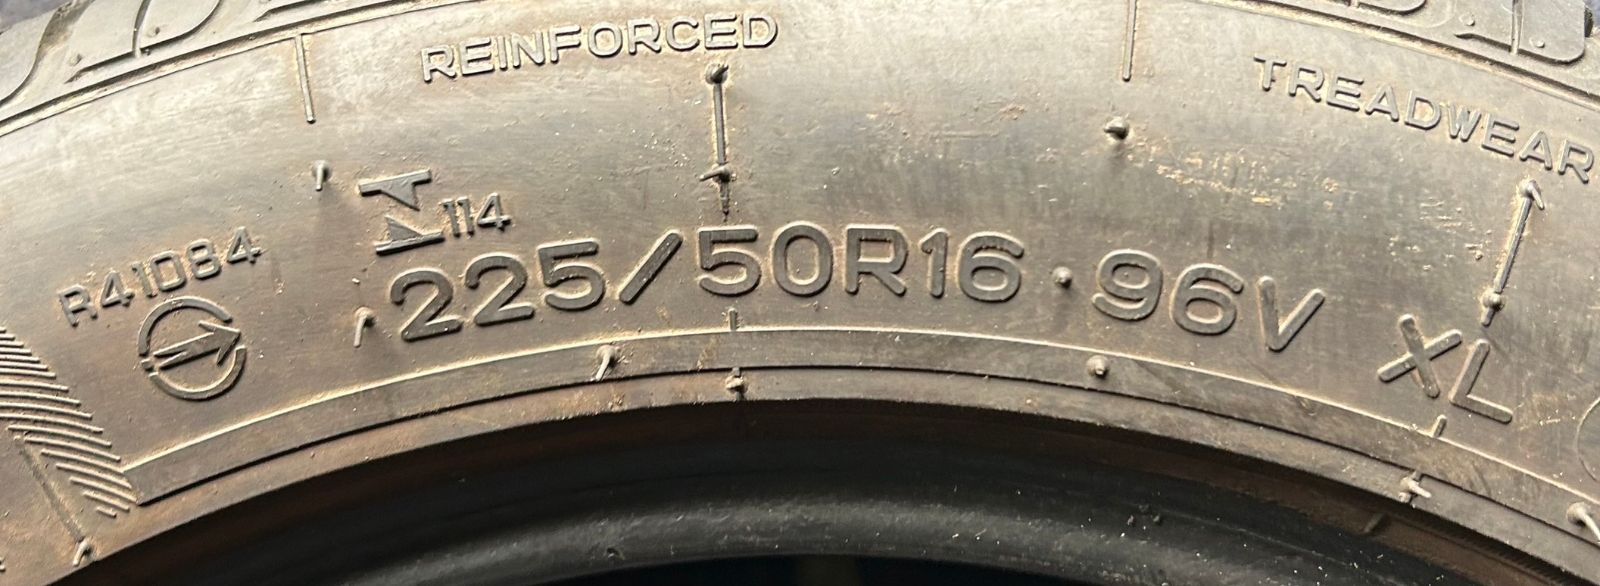 REINFORCED
TREADWEAR
R41084
114
225/50R16 · 96V XL